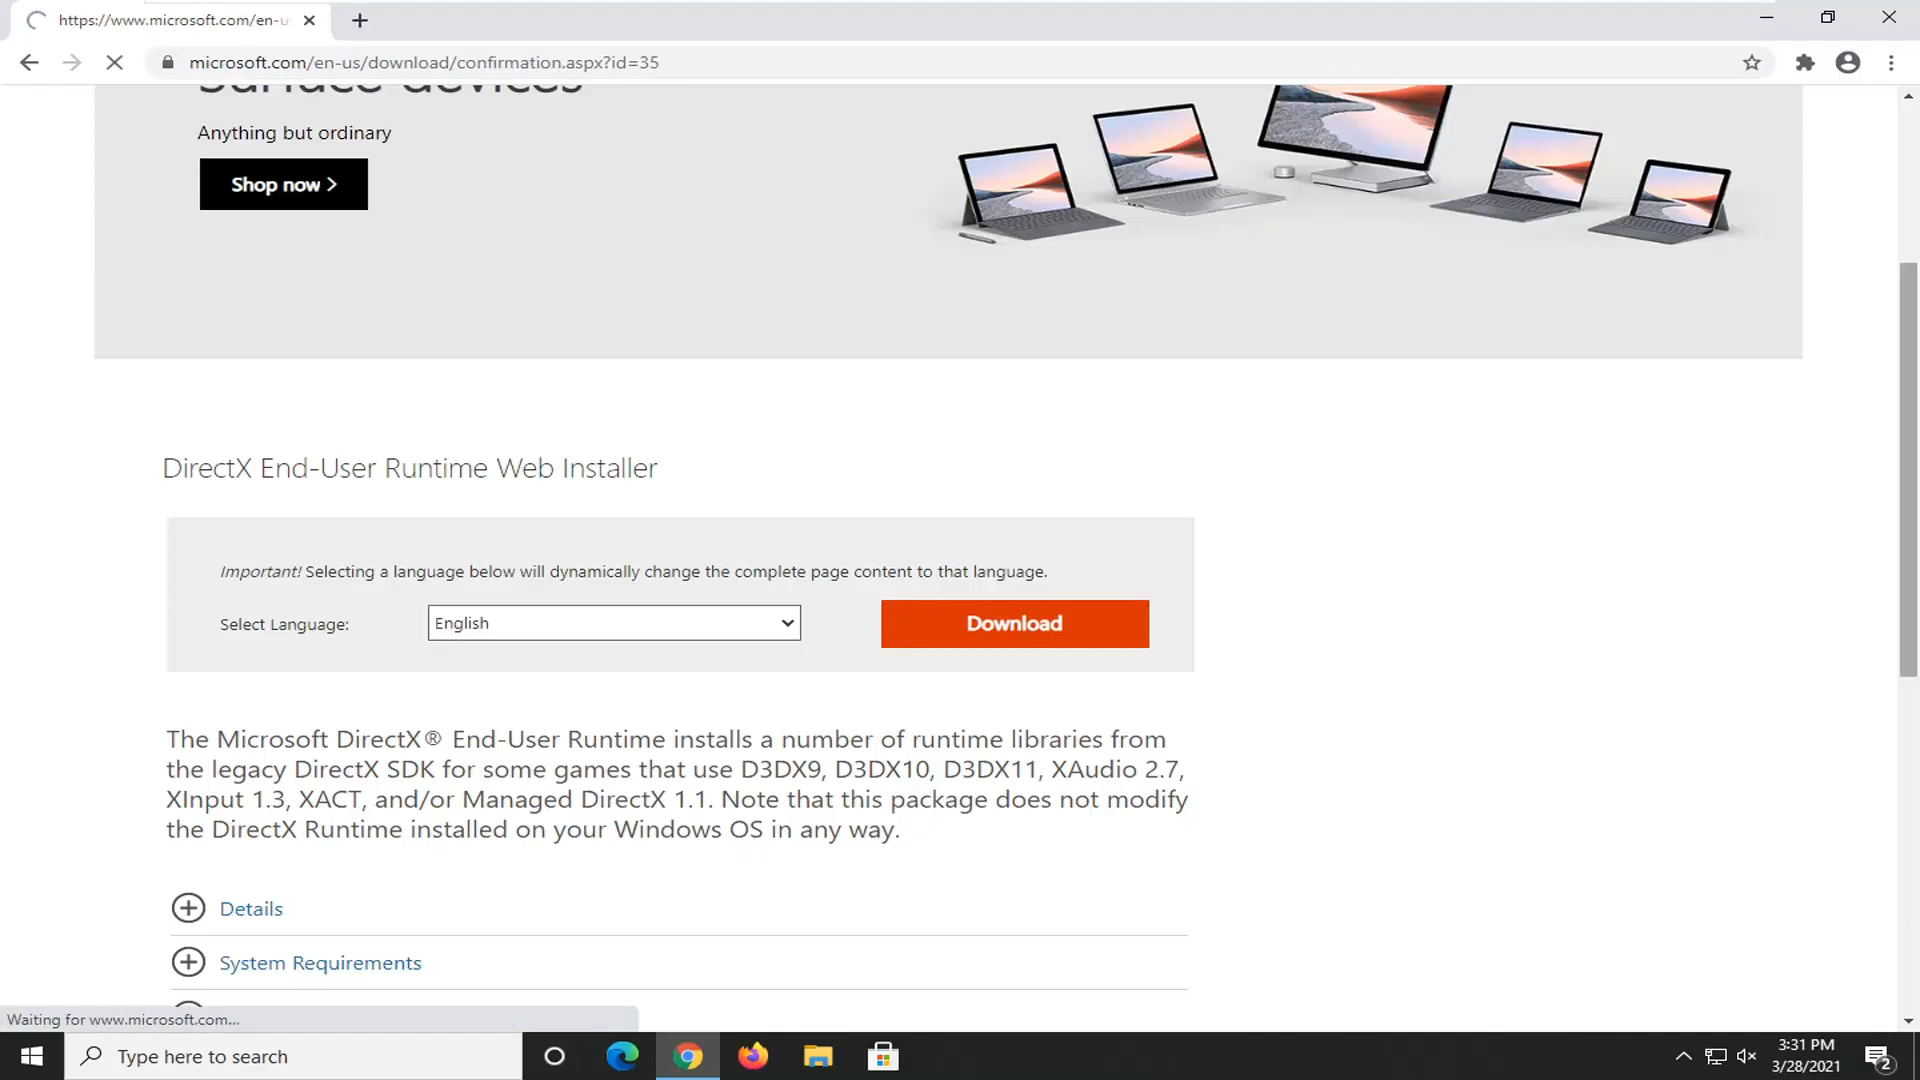 https://www.microsoft.com/en-u
microsoft.com/en-us/download/confirmation.aspx?id=35
Surface devices
Anything but ordinary
Shop now >
DirectX End-User Runtime Web Installer
Important! Selecting a language below will dynamically change the complete page content to that language.
Select Language:
English
Download
The Microsoft DirectX® End-User Runtime installs a number of runtime libraries from
the legacy DirectX SDK for some games that use D3DX9, D3DX10, D3DX11, XAudio 2.7,
XInput 1.3, XACT, and/or Managed DirectX 1.1. Note that this package does not modify
the DirectX Runtime installed on your Windows OS in any way.
Details
System Requirements
Waiting for www.microsoft.com...
Type here to search
3:31 PM
3/28/2021
2